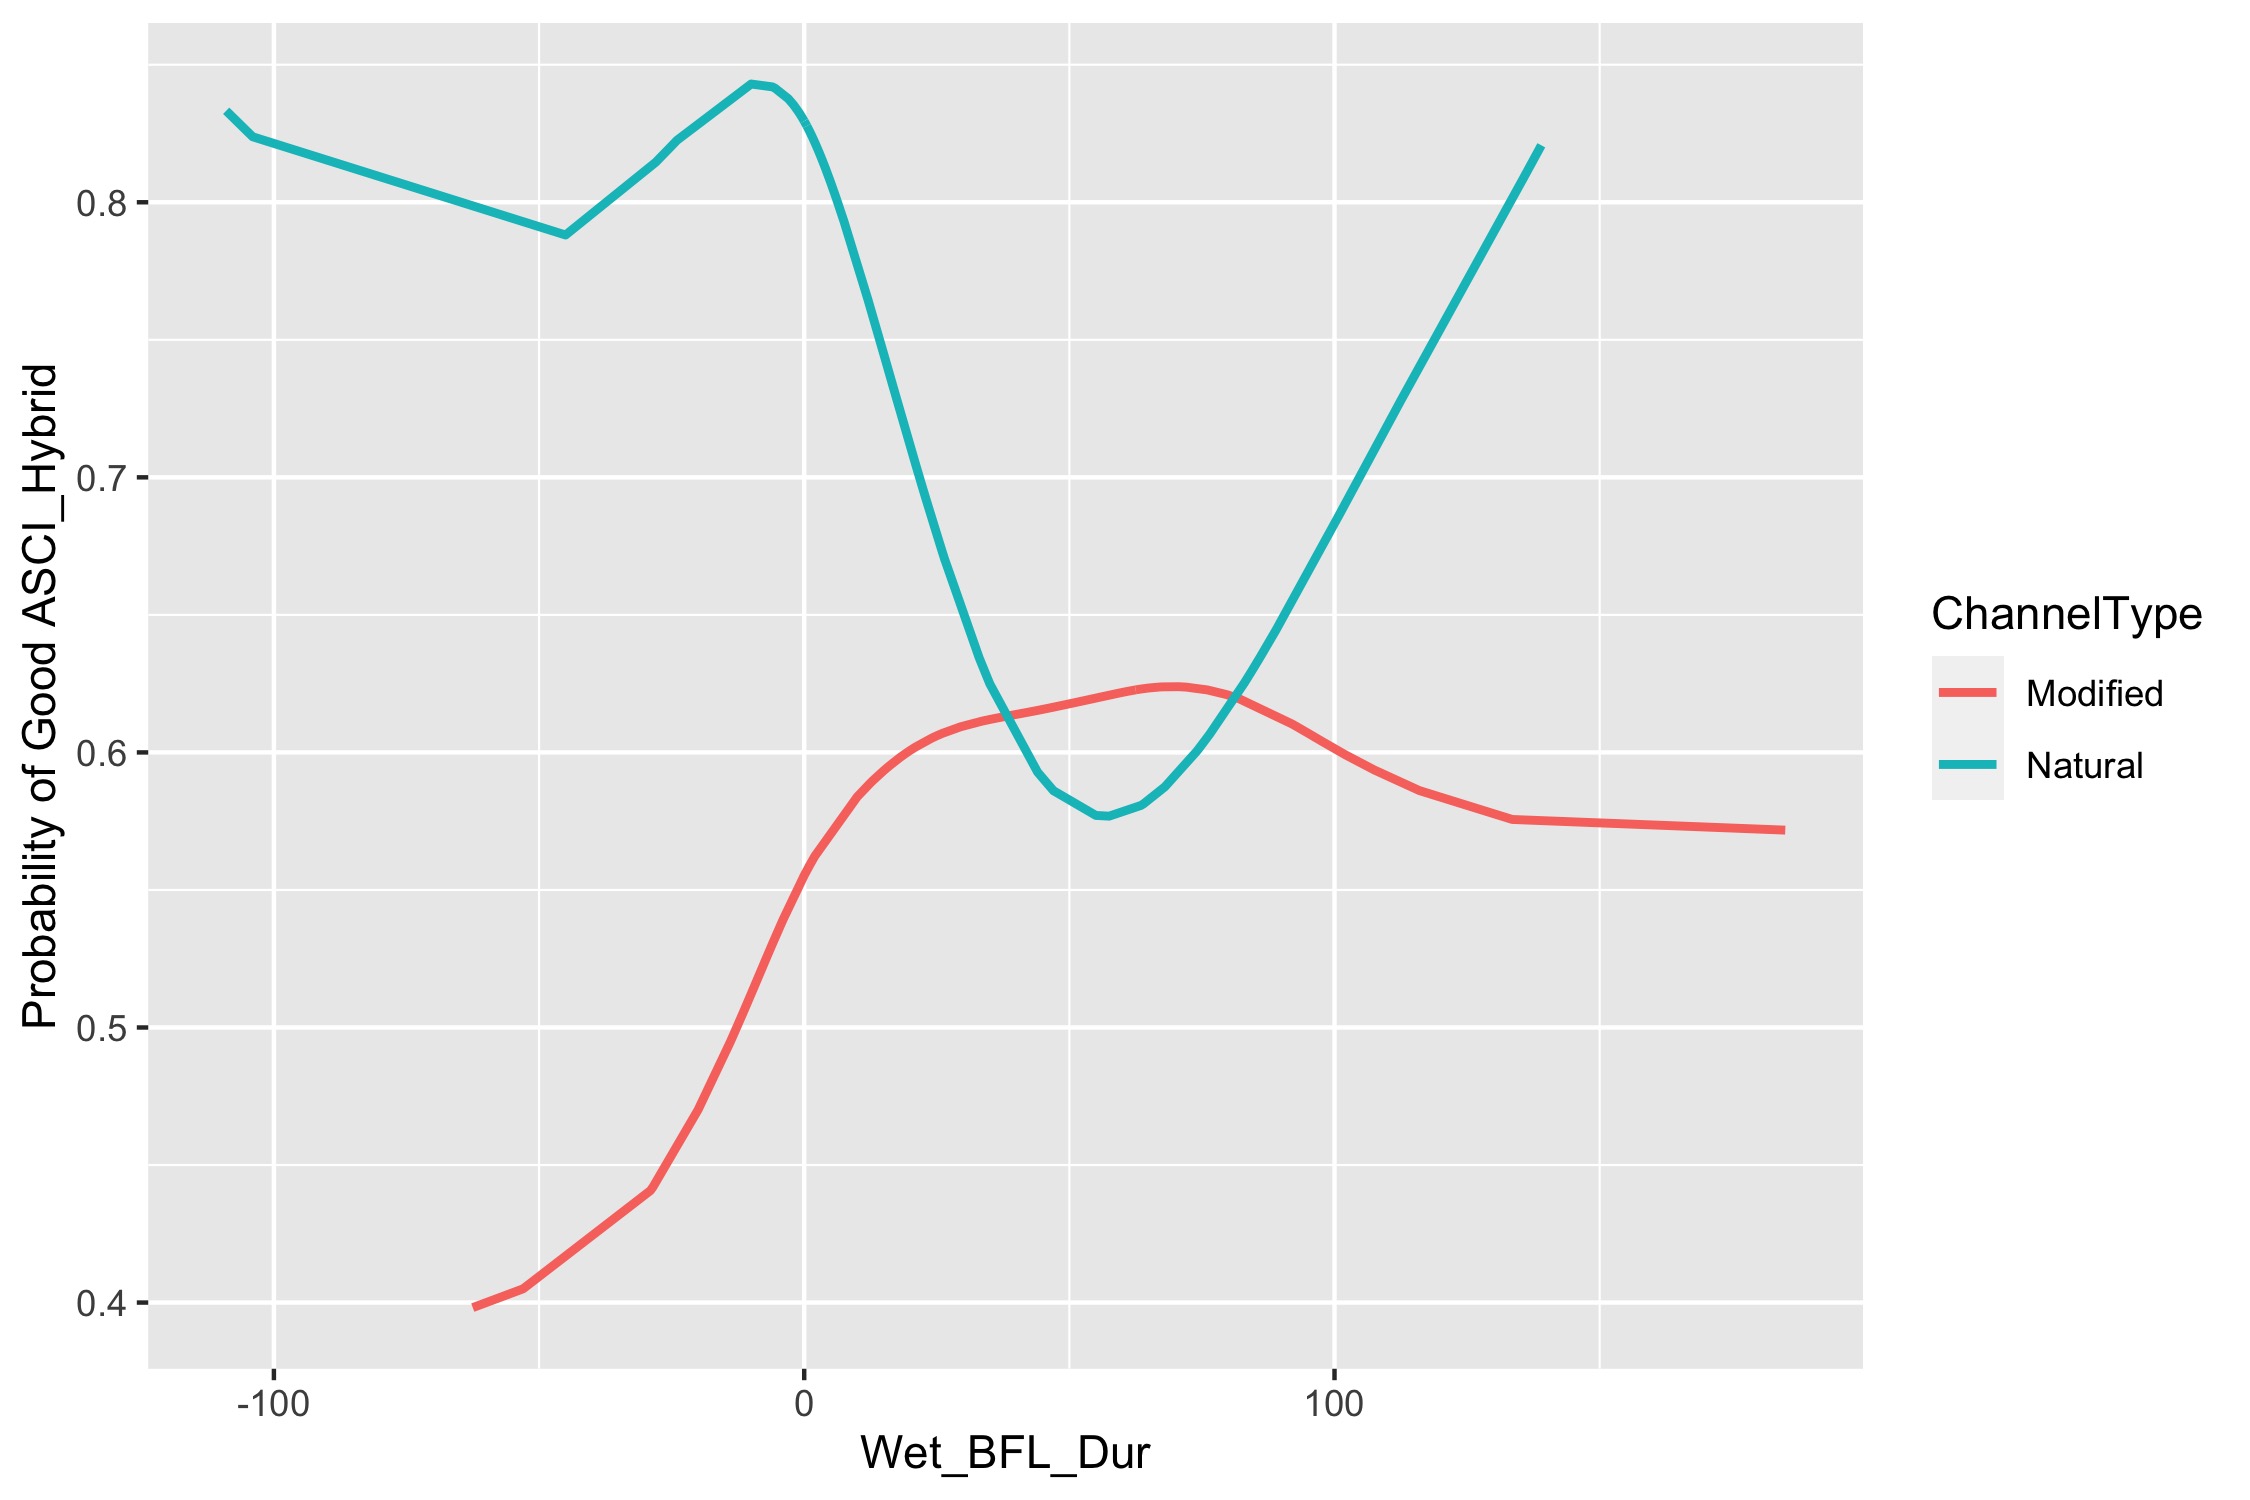 Probability of Good ASCI_Hybrid
0.8
0.7
0.6
0.5
0.4
-100 0 100
Wet_BFL_Dur
ChannelType
Modified
Natural